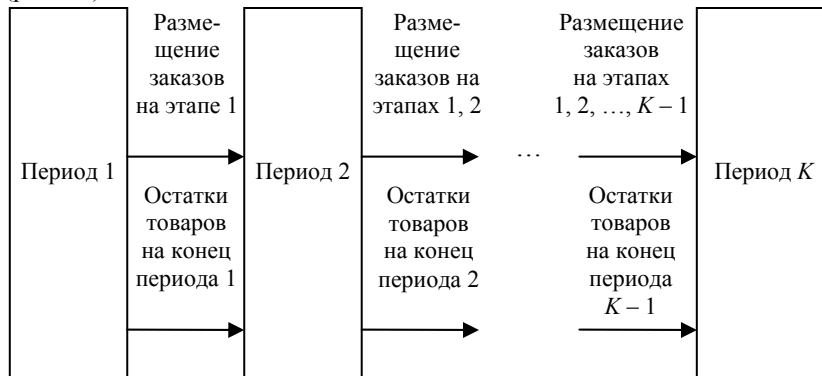 Разме-
щение
заказов
на этапе 1
Разме-
щение
заказов на
этапах 1, 2
Размещение
заказов
на этапах
1, 2, …, K – 1
Период 1
Период 2
…
Период K
Остатки
товаров
на конец
периода 1
Остатки
товаров
на конец
периода 2
Остатки
товаров
на конец
периода
K – 1